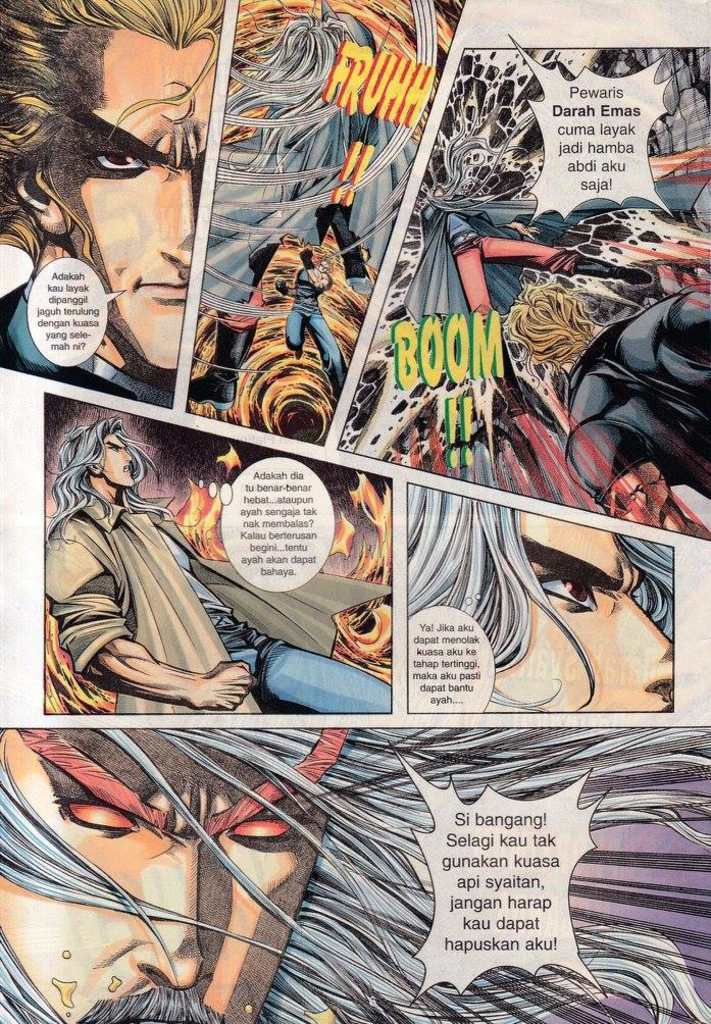 Adakah
kau layak
dipanggil
jaguh terulung
dengan kuasa
yang sele-
mah ni?
FRUHH
!!
Pewaris
Darah Emas
cuma layak
jadi hamba
abdi aku
saja!
BOOM
!!
Adakah dia
tu benar-benar
hebat...ataupun
ayah sengaja tak
nak membalas?
Kalau berterusan
begini...tentu
ayah akan dapat
bahaya.
Ya! Jika aku
dapat menolak
kuasa aku ke
tahap tertinggi,
maka aku pasti
dapat bantu
ayah....
Si bangang!
Selagi kau tak
gunakan kuasa
api syaitan,
jangan harap
kau dapat
hapuskan aku!